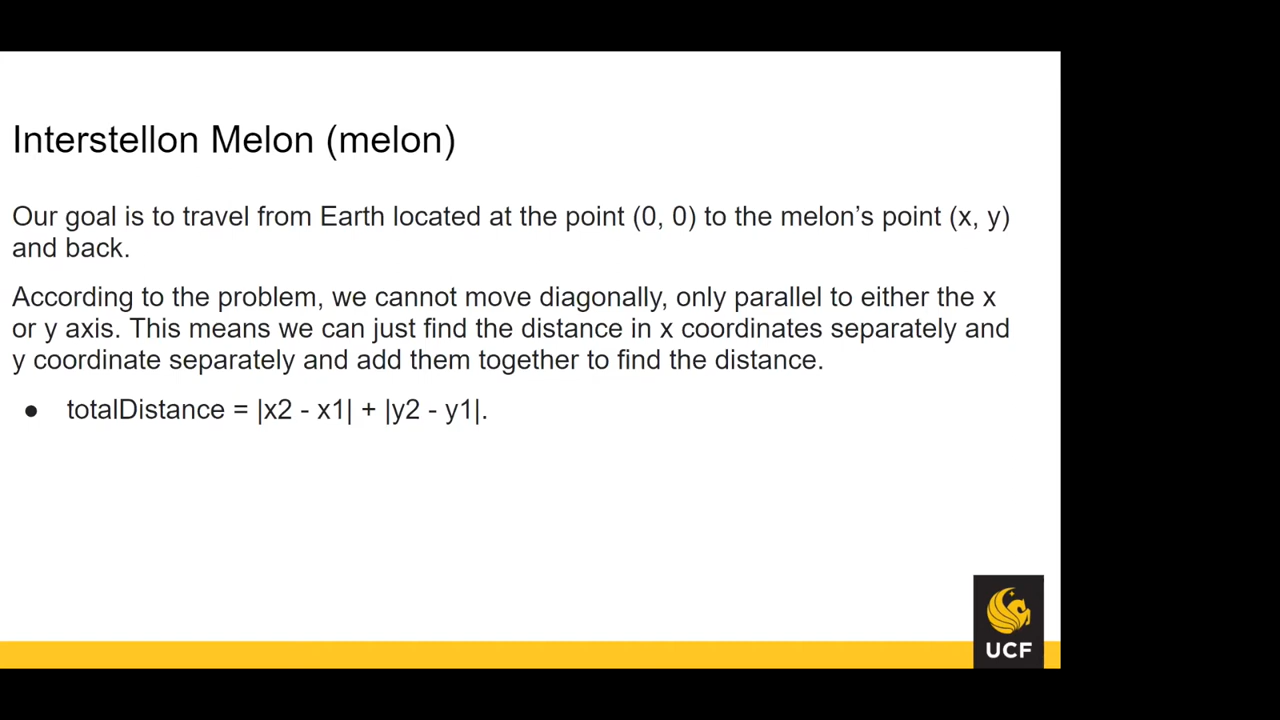 Interstellon Melon (melon)
Our goal is to travel from Earth located at the point (0, 0) to the melon’s point (x, y)
and back.
According to the problem, we cannot move diagonally, only parallel to either the x
or y axis. This means we can just find the distance in x coordinates separately and
y coordinate separately and add them together to find the distance.
● totalDistance = |x2 - x1| + |y2 - y1|.
UCF